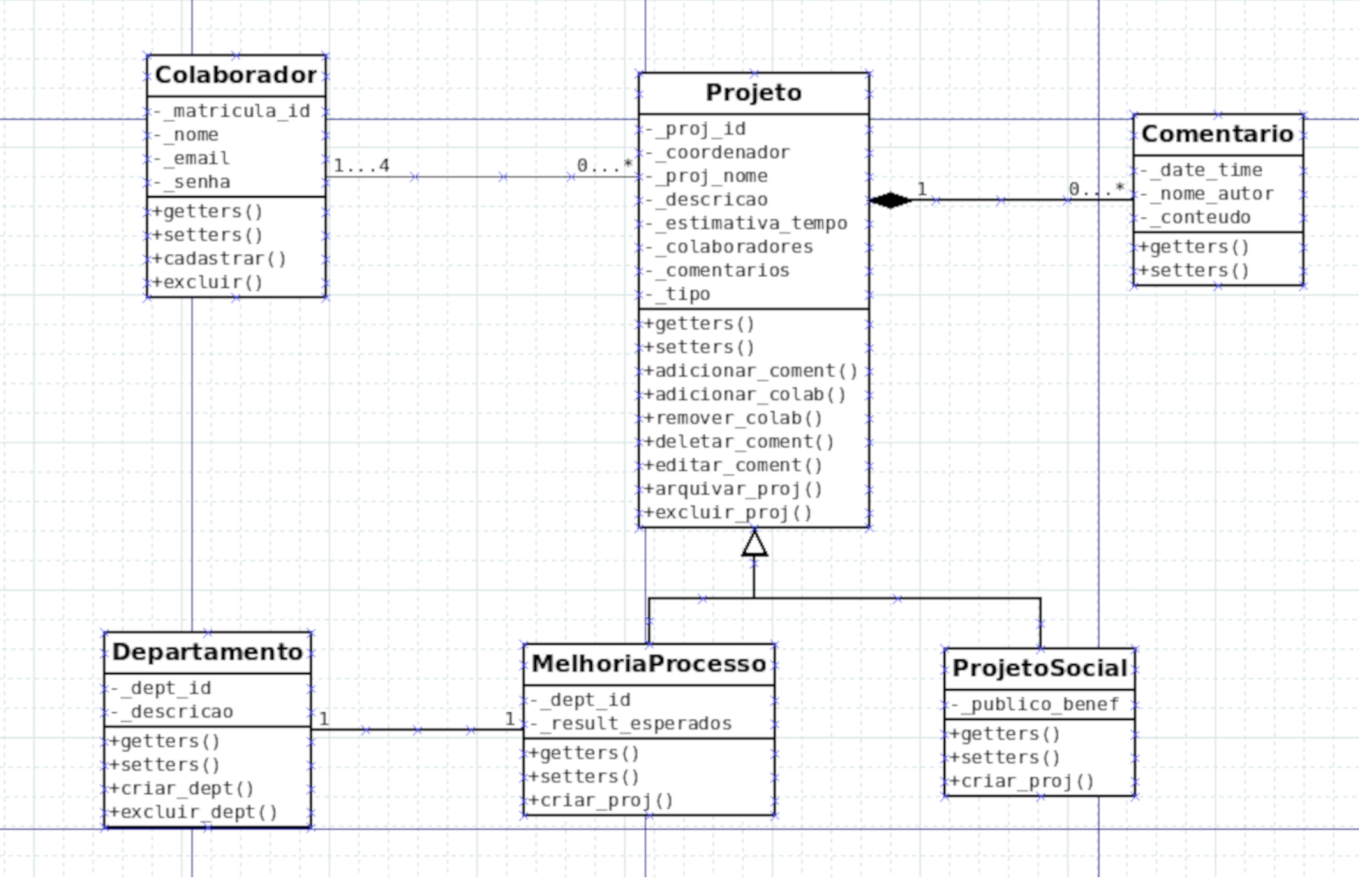 Colaborador
-_matricula_id
-_nome
-_email
-_senha
+getters()
+setters()
+cadastrar()
+excluir()
1...4
0...*
Projeto
-_proj_id
-_coordenador
-_proj_nome
-_descricao
-_estimativa_tempo
-_colaboradores
-_comentarios
-_tipo
+getters()
+setters()
+adicionar_coment()
+adicionar_colab()
+remover_colab()
+deletar_coment()
+editar_coment()
+arquivar_proj()
+excluir_proj()
1
0...*
Comentario
-_date_time
-_nome_autor
-_conteudo
+getters()
+setters()
Departamento
-_dept_id
-_descricao
+getters()
+setters()
+criar_dept()
+excluir_dept()
1
1
MelhoriaProcesso
-_dept_id
-_result_esperados
+getters()
+setters()
+criar_proj()
ProjetoSocial
-_publico_benef
+getters()
+setters()
+criar_proj()